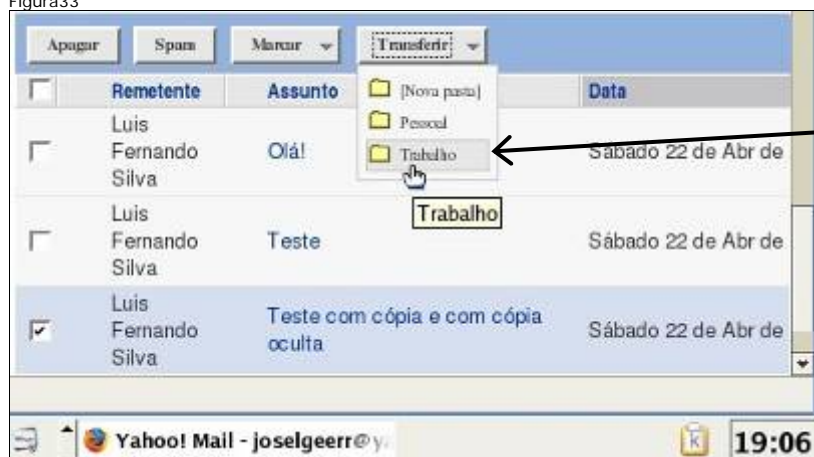 Figura33
Apagar Spam Marcar Transferir
Remetente Assunto Data
[Nova pasta]
Pessoal
Trabalho
Luis Fernando Silva Olá! Sábado 22 de Abr de
Trabalho
Luis Fernando Silva Teste Sábado 22 de Abr de
Luis Fernando Silva Teste com cópia e com cópia oculta Sábado 22 de Abr de
Yahoo! Mail - joselgeerr@y 19:06